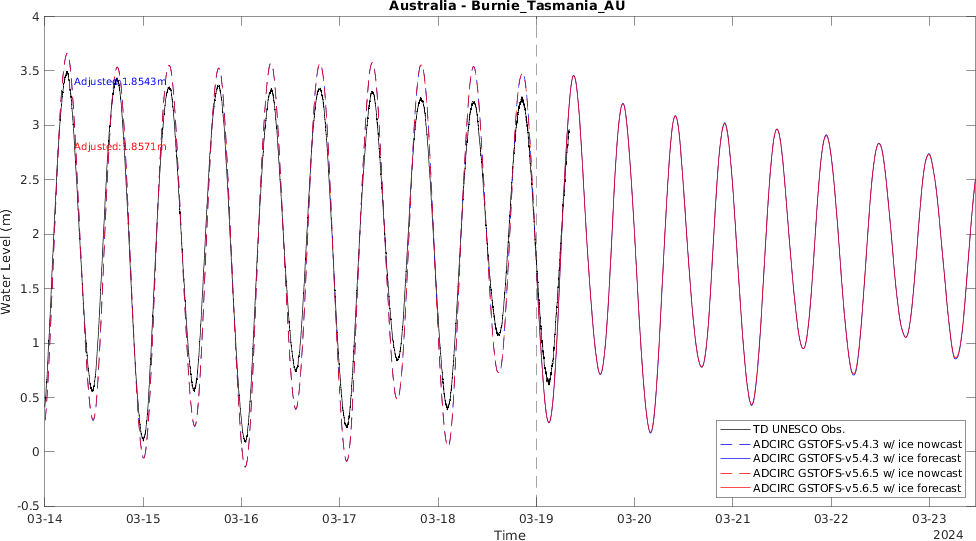 Australia - Burnie_Tasmania_AU
4
3.5
3
2.5
2
1.5
1
0.5
0
-0.5
Water Level (m)
Adjusted:1.8543m
Adjusted:1.8571m
TD UNESCO Obs.
ADCIRC GSTOFS-v5.4.3 w/ ice nowcast
ADCIRC GSTOFS-v5.4.3 w/ ice forecast
ADCIRC GSTOFS-v5.6.5 w/ ice nowcast
ADCIRC GSTOFS-v5.6.5 w/ ice forecast
03-14 03-15 03-16 03-17 03-18 03-19 03-20 03-21 03-22 03-23
Time
2024